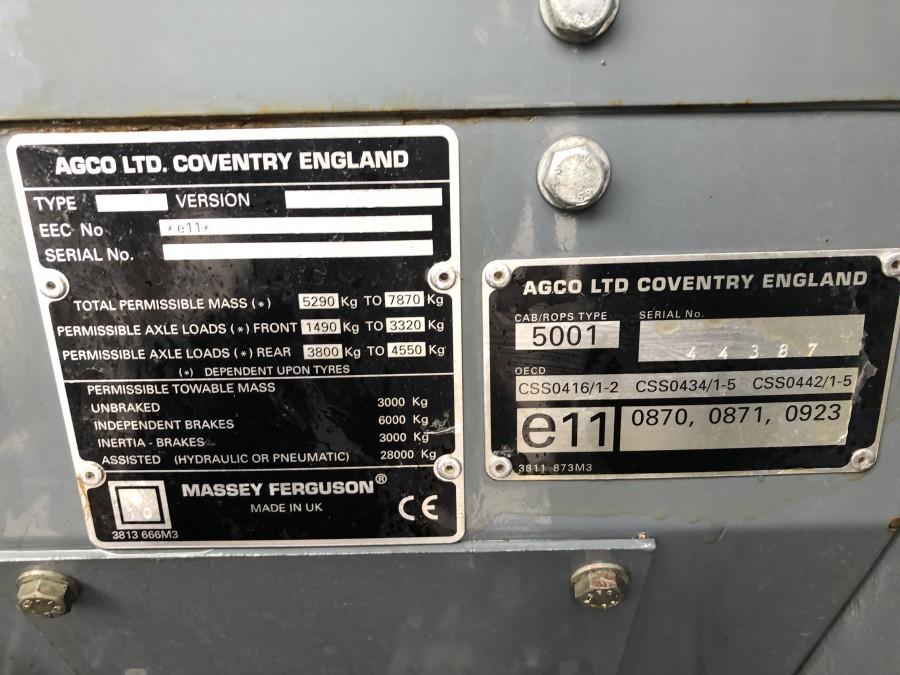 AGCO LTD. COVENTRY ENGLAND
TYPE VERSION
EEC No *e11*
SERIAL No.
TOTAL PERMISSIBLE MASS (*) 5290 Kg TO 7870 Kg
PERMISSIBLE AXLE LOADS (*) FRONT 1490 Kg TO 3320 Kg
PERMISSIBLE AXLE LOADS (*) REAR 3800 Kg TO 4550 Kg
(*) DEPENDENT UPON TYRES
PERMISSIBLE TOWABLE MASS
UNBRAKED 3000 Kg
INDEPENDENT BRAKES 6000 Kg
INERTIA - BRAKES 3000 Kg
ASSISTED (HYDRAULIC OR PNEUMATIC) 28000 Kg
MASSEY FERGUSON®
MADE IN UK
CE
3813 666M3
AGCO LTD COVENTRY ENGLAND
CAB/ROPS TYPE SERIAL No.
5001 44387
OECD
CSS0416/1-2 CSS0434/1-5 CSS0442/1-5
e11 0870, 0871, 0923
3811 873M3